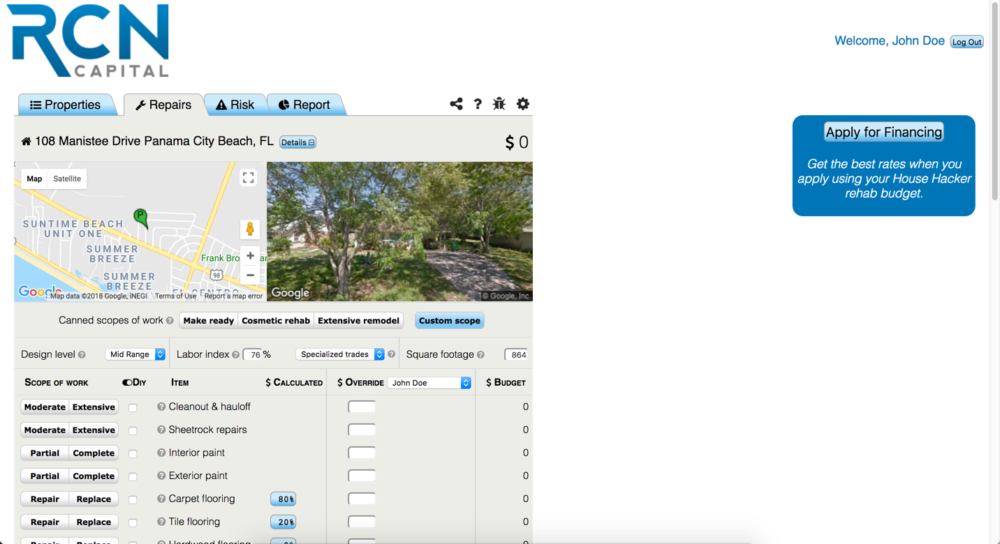 RCN
CAPITAL
Welcome, John Doe Log Out
Properties Repairs Risk Report ?
108 Manistee Drive Panama City Beach, FL Details $ 0
Apply for Financing
Get the best rates when you
apply using your House Hacker
rehab budget.
Map Satellite
P
SUNTIME BEACH
UNIT ONE
SUMMER
BREEZE
Frank Bro
98
SUMMER
BREEZE
EL CENTRO
Google
Map data ©2018 Google, INEGI Terms of Use Report a map error
Google
© Google, Inc.
Canned scopes of work ? Make ready Cosmetic rehab Extensive remodel Custom scope
Design level ? Mid Range Labor index ? 76 % Specialized trades ? Square footage ? 864
SCOPE OF WORK DIY ITEM $ CALCULATED $ OVERRIDE John Doe $ BUDGET
Moderate Extensive ? Cleanout & hauloff 0
Moderate Extensive ? Sheetrock repairs 0
Partial Complete ? Interior paint 0
Partial Complete ? Exterior paint 0
Repair Replace ? Carpet flooring 80% 0
Repair Replace ? Tile flooring 20% 0
Repair Replace ? Hardwood flooring 0% 0